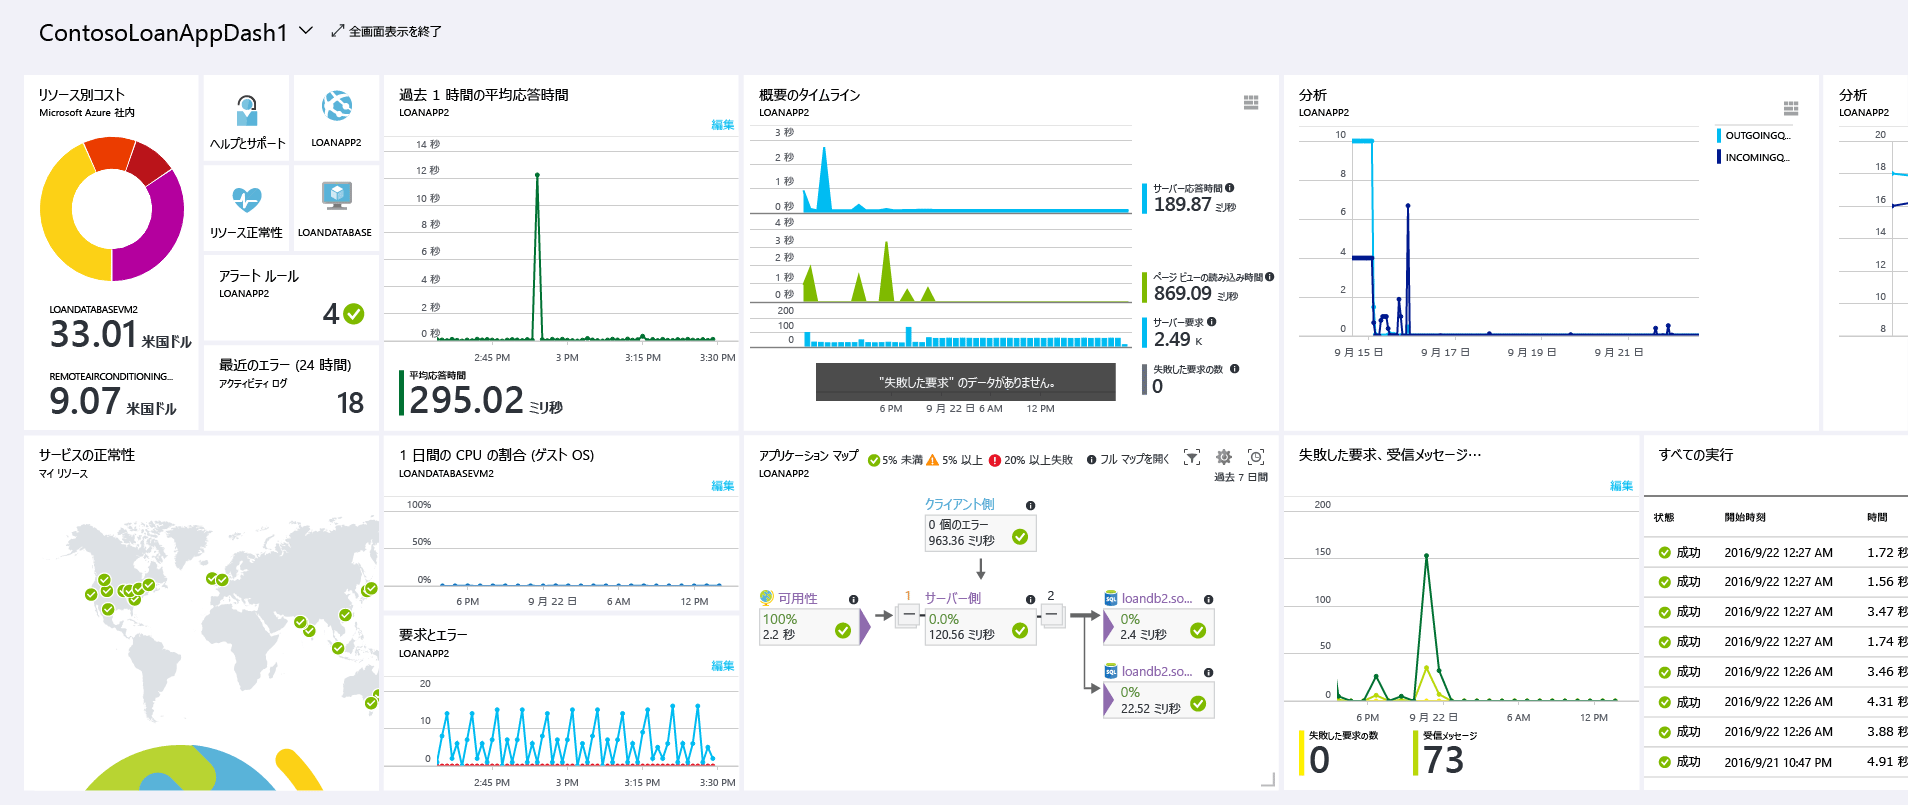 ContosoLoanAppDash1
全画面表示を終了
リソース別コスト
Microsoft Azure 社内
LOANDATABASEVM2
33.01 米国ドル
REMOTEAIRCONDITIONING...
9.07 米国ドル
ヘルプとサポート
LOANAPP2
リソース正常性
LOANDATABASE
アラート ルール
LOANAPP2
4
最近のエラー (24 時間)
アクティビティ ログ
18
過去 1 時間の平均応答時間
LOANAPP2
編集
14 秒
12 秒
10 秒
8 秒
6 秒
4 秒
2 秒
0 秒
2:45 PM 3 PM 3:15 PM 3:30 PM
平均応答時間
295.02 ミリ秒
概要のタイムライン
LOANAPP2
3 秒
2 秒
1 秒
0 秒
4 秒
3 秒
2 秒
1 秒
0 秒
200
100
0
"失敗した要求" のデータがありません。
6 PM 9 月 22 日 6 AM 12 PM
サーバー応答時間
189.87 ミリ秒
ページ ビューの読み込み時間
869.09 ミリ秒
サーバー要求
2.49 K
失敗した要求の数
0
分析
LOANAPP2
10
8
6
4
2
0
9 月 15 日 9 月 17 日 9 月 19 日 9 月 21 日
OUTGOINGQ...
INCOMINGQ...
分析
LOANAPP2
20
18
16
14
12
10
8
サービスの正常性
マイ リソース
1 日間の CPU の割合 (ゲスト OS)
LOANDATABASEVM2
編集
100%
50%
0%
6 PM 9 月 22 日 6 AM 12 PM
要求とエラー
LOANAPP2
編集
20
10
0
2:45 PM 3 PM 3:15 PM 3:30 PM
アプリケーション マップ
LOANAPP2
5% 未満 5% 以上 20% 以上失敗 フル マップを開く
過去 7 日間
クライアント側
0 個のエラー
963.36 ミリ秒
可用性
100%
2.2 秒
1
サーバー側
0.0%
120.56 ミリ秒
2
loandb2.so...
0%
2.4 ミリ秒
loandb2.so...
0%
22.52 ミリ秒
失敗した要求、受信メッセージ...
編集
200
150
100
50
0
6 PM 9 月 22 日 6 AM 12 PM
失敗した要求の数
0
受信メッセージ
73
すべての実行
状態 開始時刻 時間
成功 2016/9/22 12:27 AM 1.72 秒
成功 2016/9/22 12:27 AM 1.56 秒
成功 2016/9/22 12:27 AM 3.47 秒
成功 2016/9/22 12:27 AM 1.74 秒
成功 2016/9/22 12:26 AM 3.46 秒
成功 2016/9/22 12:26 AM 4.31 秒
成功 2016/9/22 12:26 AM 3.88 秒
成功 2016/9/21 10:47 PM 4.91 秒